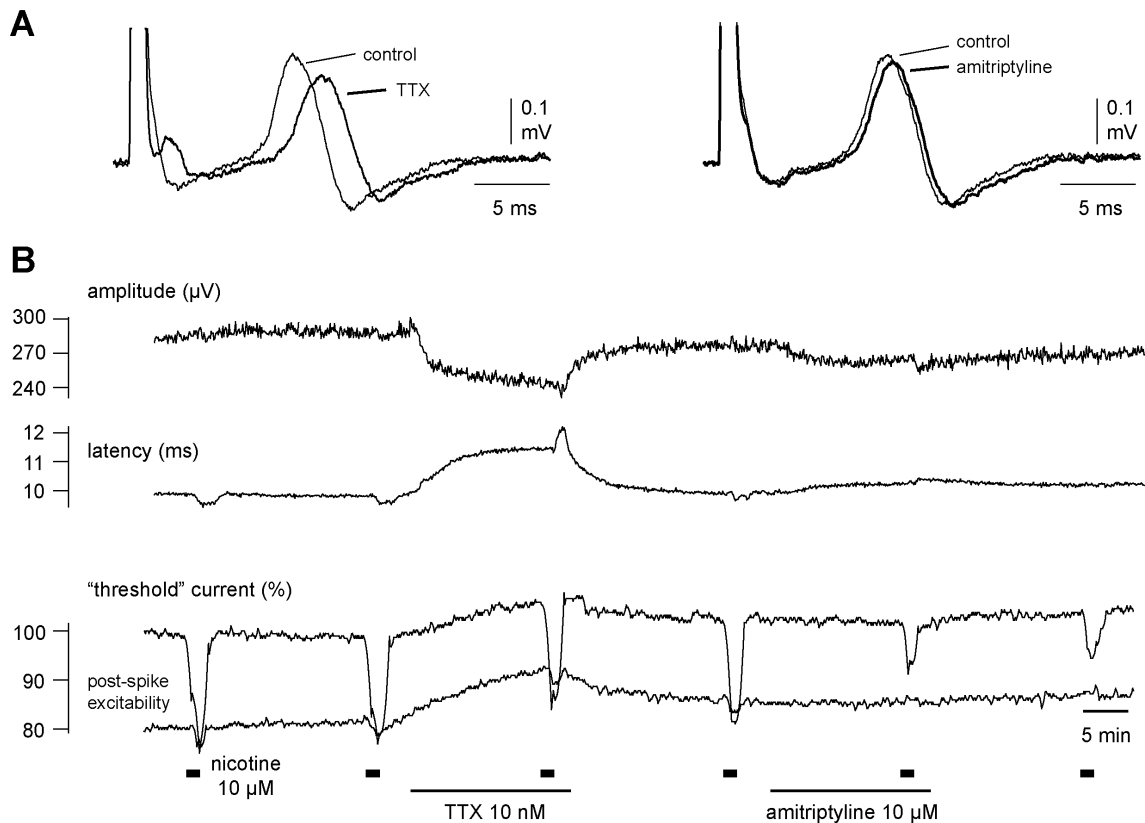 A
control
TTX
0.1
mV
5 ms
control
amitriptyline
0.1
mV
5 ms
B
amplitude (µV)
300
270
240
12
11
10
latency (ms)
“threshold” current (%)
100
90
80
post-spike
excitability
5 min
nicotine
10 µM
TTX 10 nM
amitriptyline 10 µM